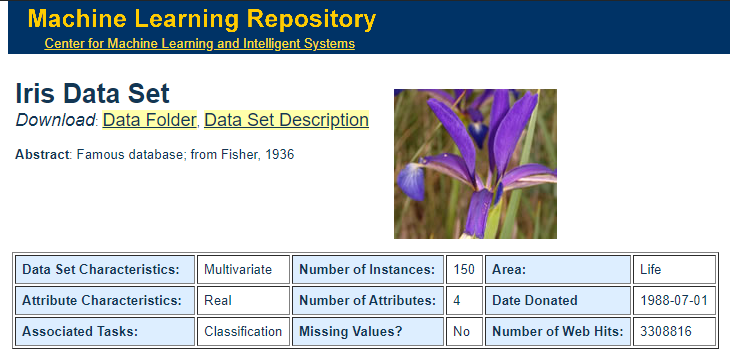 Machine Learning Repository
Center for Machine Learning and Intelligent Systems
Iris Data Set
Download: Data Folder, Data Set Description
Abstract: Famous database; from Fisher, 1936
Data Set Characteristics: Multivariate Number of Instances: 150 Area: Life
Attribute Characteristics: Real Number of Attributes: 4 Date Donated 1988-07-01
Associated Tasks: Classification Missing Values? No Number of Web Hits: 3308816